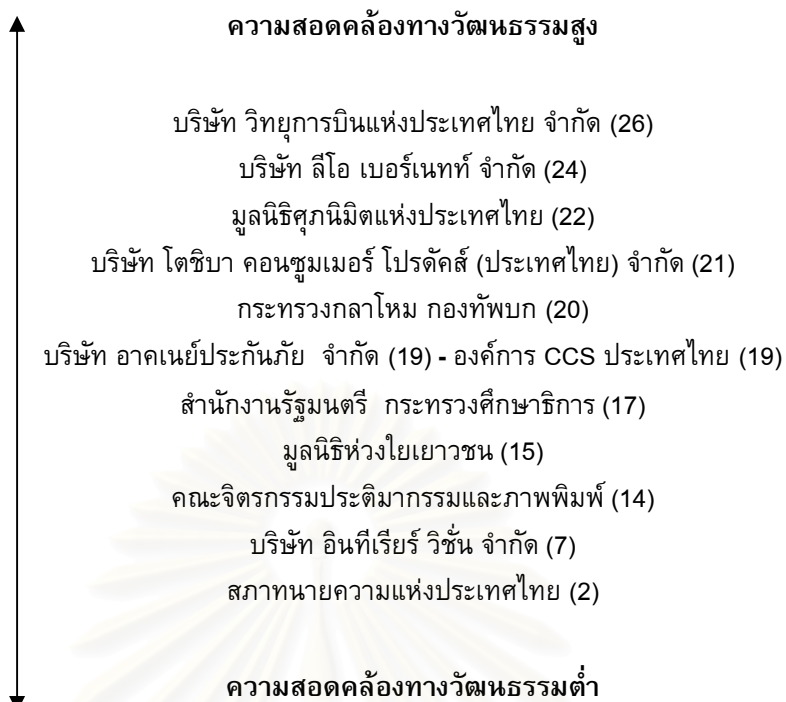 ความสอดคล้องทางวัฒนธรรมสูง
บริษัท วิทยุการบินแห่งประเทศไทย จำกัด (26)
บริษัท ลีโอ เบอร์เนทท์ จำกัด (24)
มูลนิธิศุภนิมิตแห่งประเทศไทย (22)
บริษัท โตชิบา คอนซูมเมอร์ โปรดัคส์ (ประเทศไทย) จำกัด (21)
กระทรวงกลาโหม กองทัพบก (20)
บริษัท อาคเนย์ประกันภัย จำกัด (19) - องค์การ CCS ประเทศไทย (19)
สำนักงานรัฐมนตรี กระทรวงศึกษาธิการ (17)
มูลนิธิห่วงใยเยาวชน (15)
คณะจิตรกรรมประติมากรรมและภาพพิมพ์ (14)
บริษัท อินทีเรียร์ วิชั่น จำกัด (7)
สภาทนายความแห่งประเทศไทย (2)
ความสอดคล้องทางวัฒนธรรมต่ำ